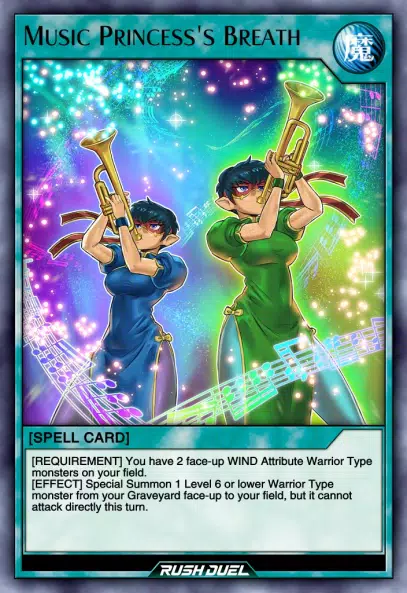 Music Princess's Breath
魔
[SPELL CARD]
[REQUIREMENT] You have 2 face-up WIND Attribute Warrior Type
monsters on your field.
[EFFECT] Special Summon 1 Level 6 or lower Warrior Type
monster from your Graveyard face-up to your field, but it cannot
attack directly this turn.
RUSH DUEL